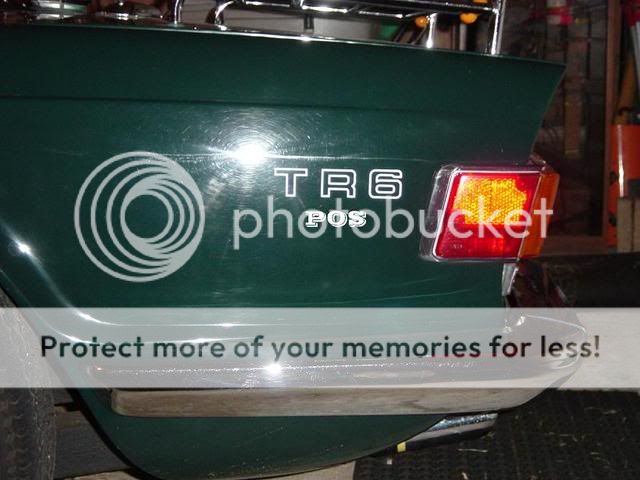 TR6
POS
photobucket
Protect more of your memories for less!